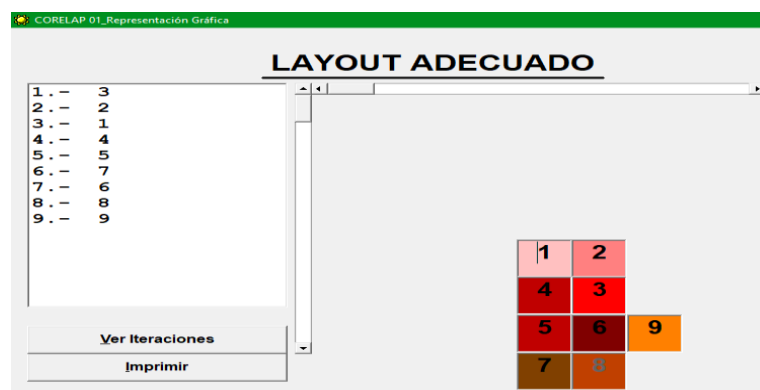 CORELAP 01_Representación Gráfica
LAYOUT ADECUADO
1.- 3
2.- 2
3.- 1
4.- 4
5.- 5
6.- 7
7.- 6
8.- 8
9.- 9
1 2
4 3
5 6 9
7 8
Ver Iteraciones
Imprimir